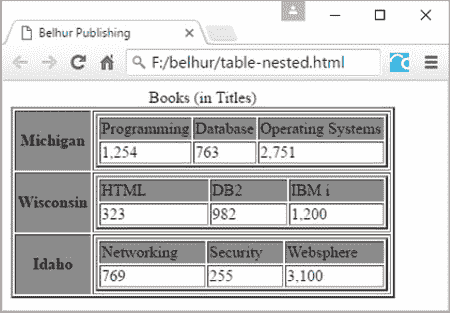 Belhur Publishing
F:/belhur/table-nested.html
Books (in Titles)
Michigan
Programming Database Operating Systems
1,254 763 2,751
Wisconsin
HTML DB2 IBM i
323 982 1,200
Idaho
Networking Security Websphere
769 255 3,100